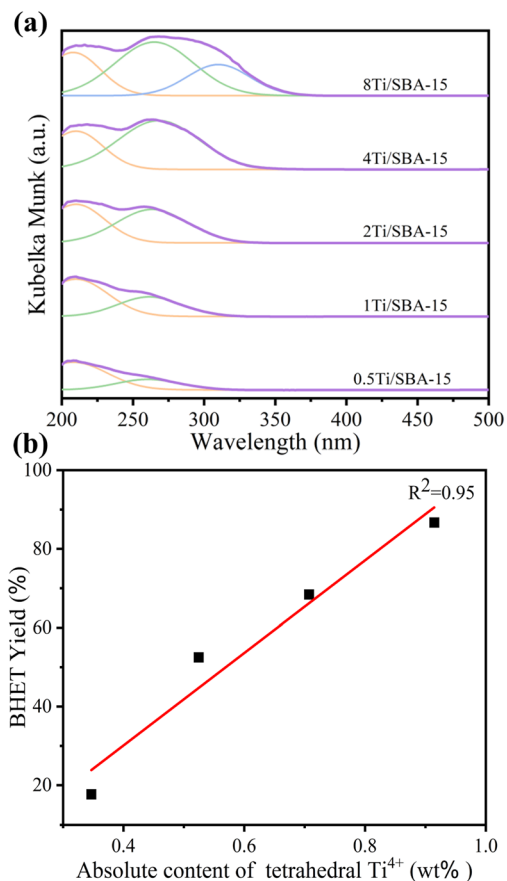 (a)
Kubelka Munk (a.u.)
8Ti/SBA-15
4Ti/SBA-15
2Ti/SBA-15
1Ti/SBA-15
0.5Ti/SBA-15
200 250 300 350 400 450 500
Wavelength (nm)
(b)
BHET Yield (%)
100
80
60
40
20
R²=0.95
0.4 0.6 0.8 1.0
Absolute content of tetrahedral Ti⁴⁺ (wt%)